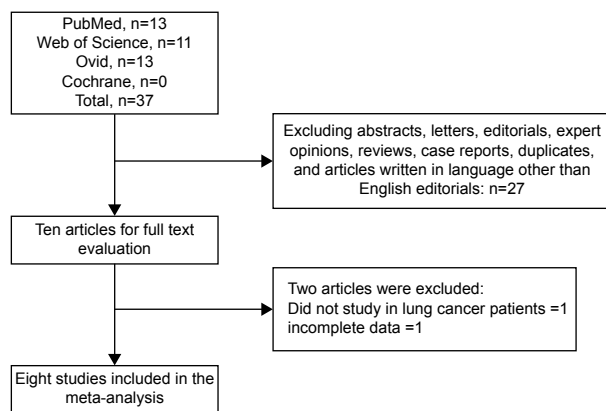 PubMed, n=13
Web of Science, n=11
Ovid, n=13
Cochrane, n=0
Total, n=37
Excluding abstracts, letters, editorials, expert
opinions, reviews, case reports, duplicates,
and articles written in language other than
English editorials: n=27
Ten articles for full text
evaluation
Two articles were excluded:
Did not study in lung cancer patients =1
incomplete data =1
Eight studies included in the
meta-analysis